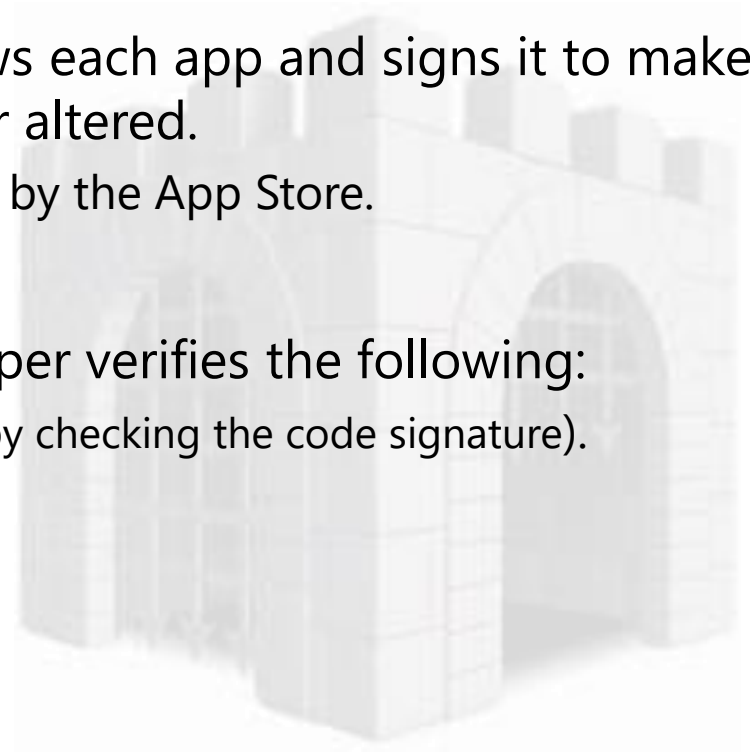 ws each app and signs it to make
r altered.
by the App Store.
per verifies the following:
by checking the code signature).